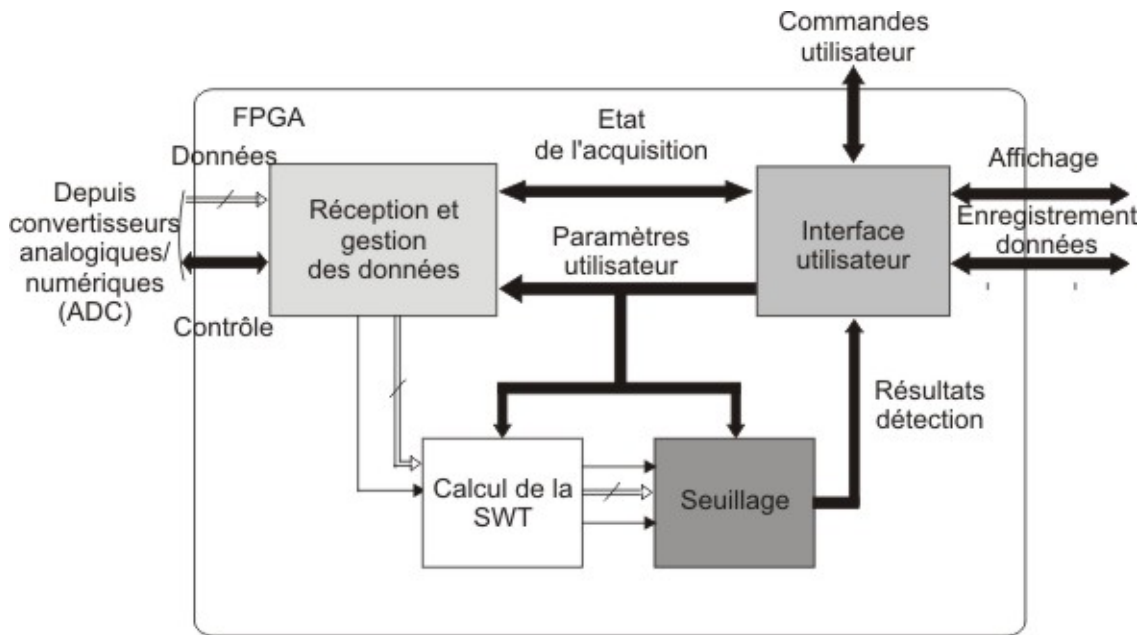 Commandes
utilisateur
FPGA
Données
Etat
de l'acquisition
Affichage
Depuis
convertisseurs
analogiques/
numériques
(ADC)
Réception et
gestion
des données
Paramètres
utilisateur
Interface
utilisateur
Enregistrement
données
Contrôle
Résultats
détection
Calcul de la
SWT
Seuillage